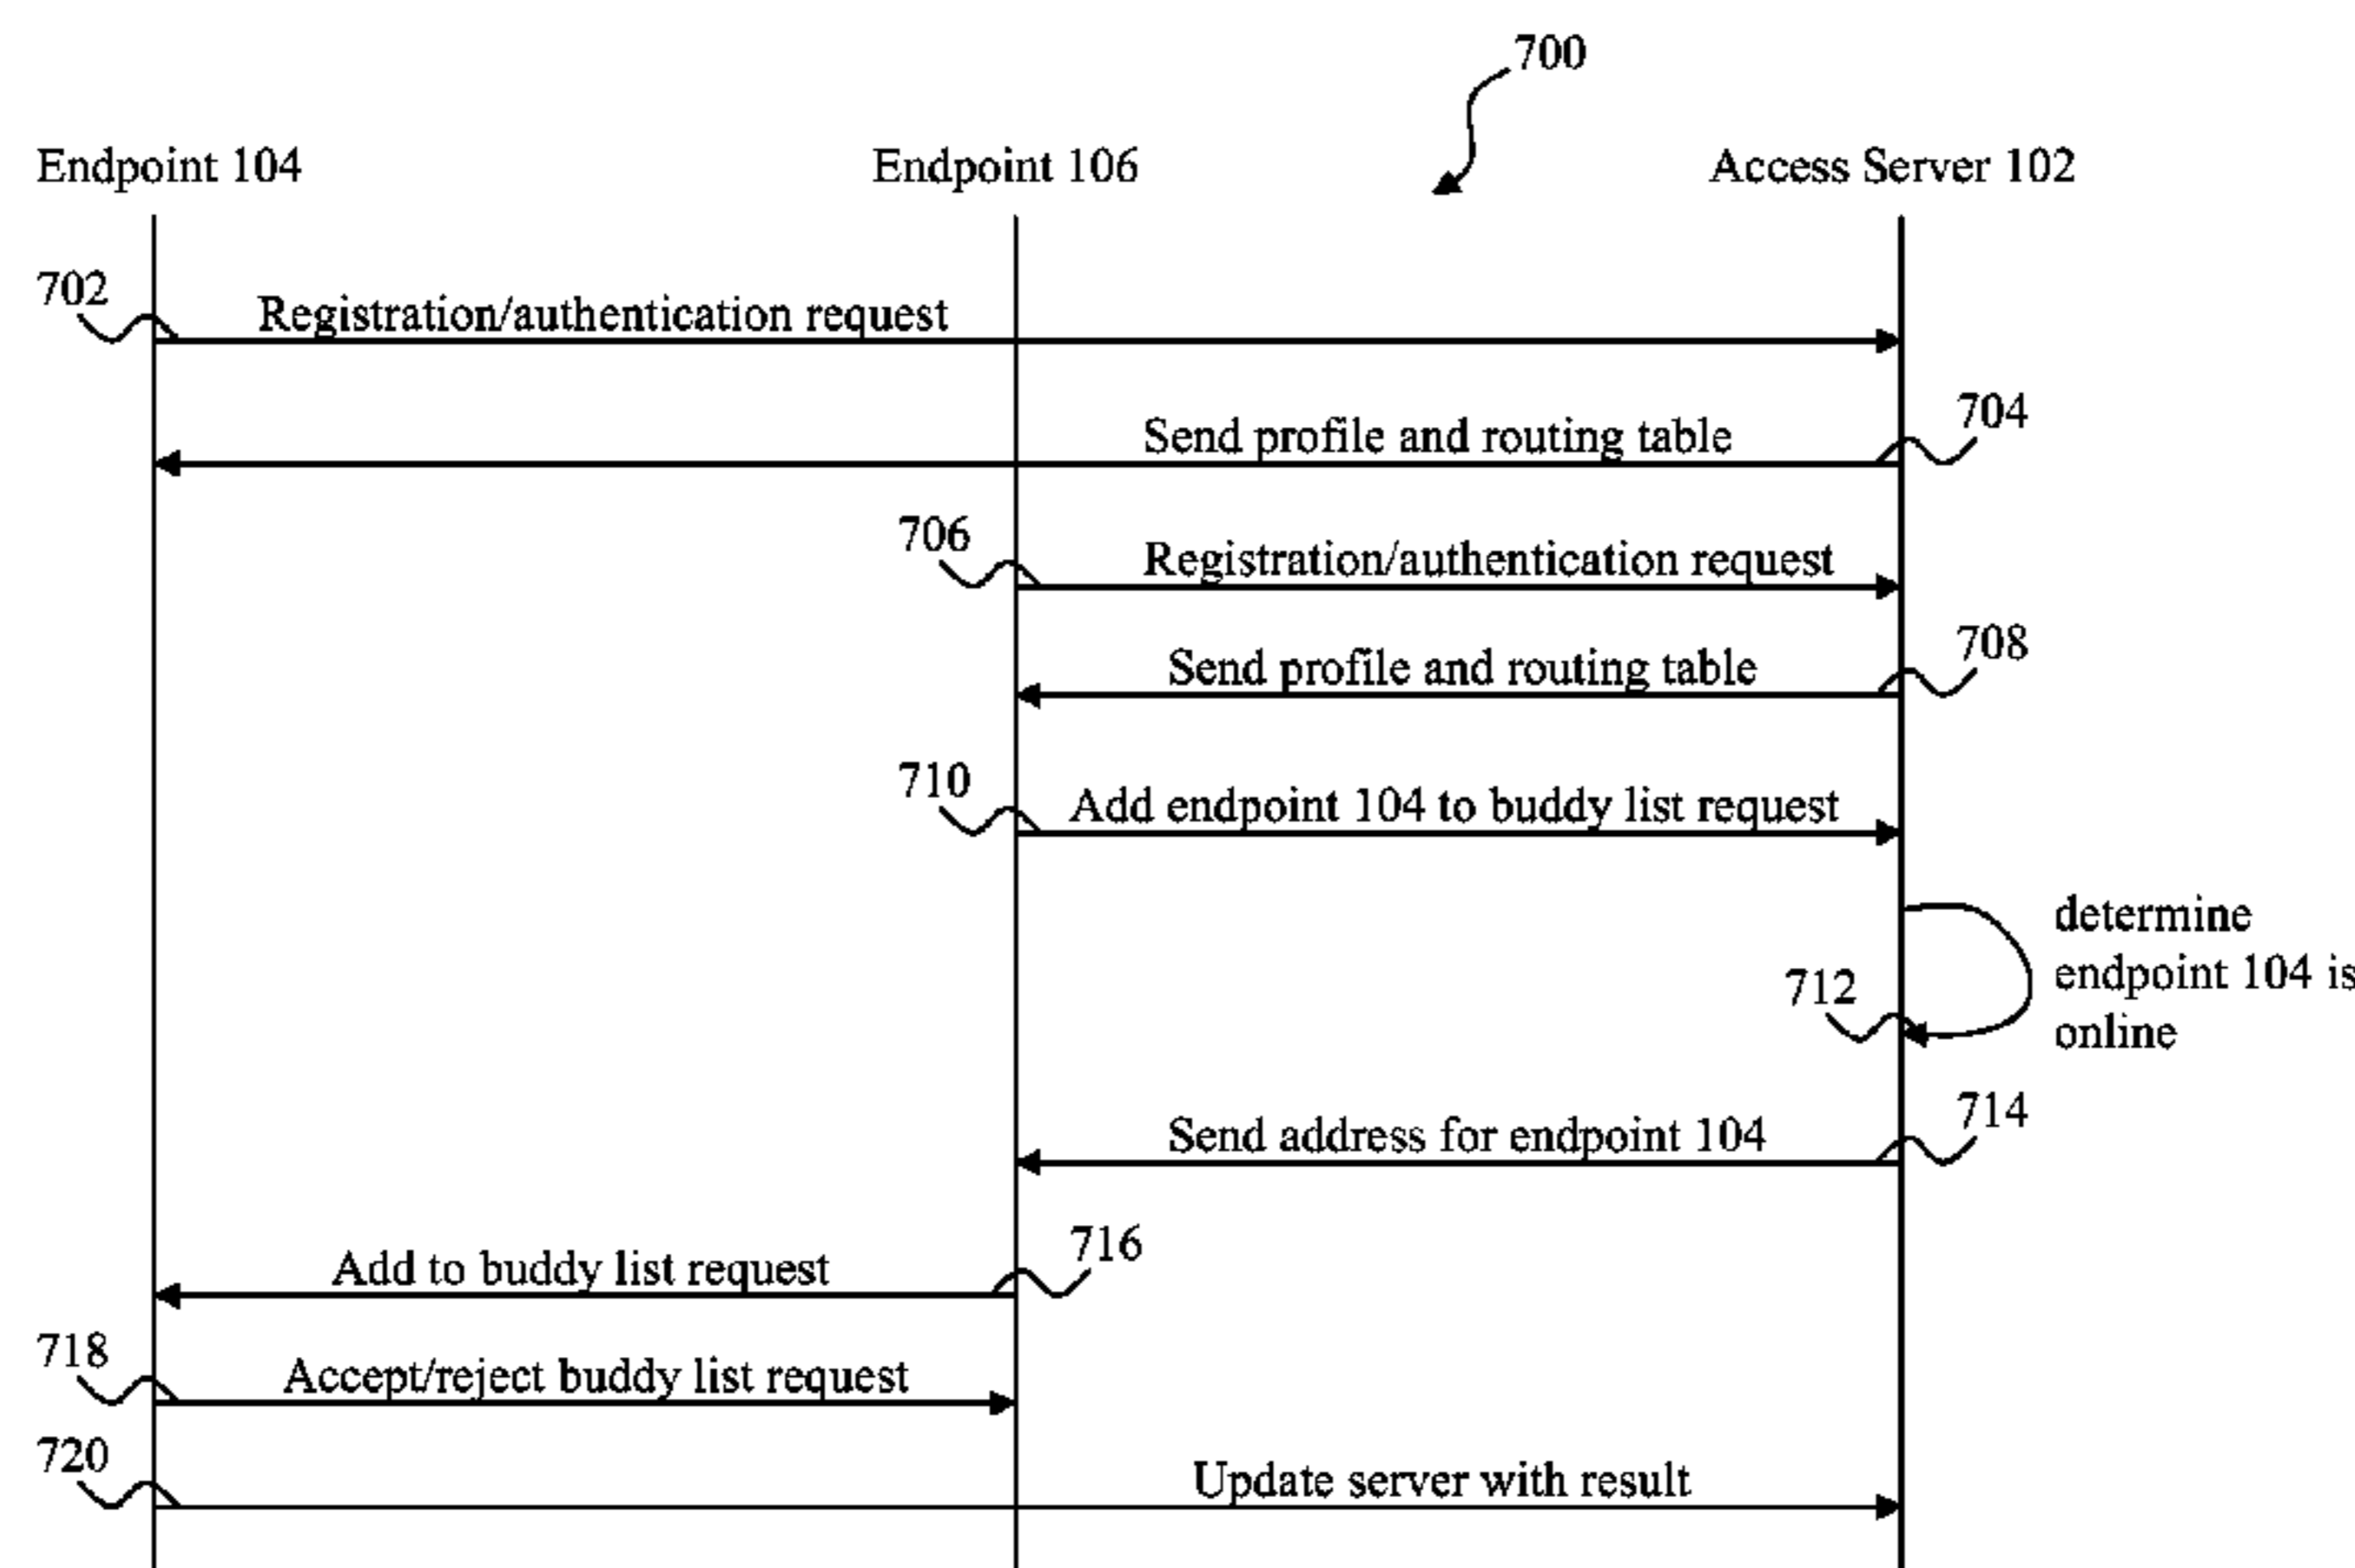 700
Endpoint 104
Endpoint 106
Access Server 102
702
Registration/authentication request
704
Send profile and routing table
706
Registration/authentication request
708
Send profile and routing table
710
Add endpoint 104 to buddy list request
determine
endpoint 104 is
online
712
714
Send address for endpoint 104
716
Add to buddy list request
718
Accept/reject buddy list request
720
Update server with result